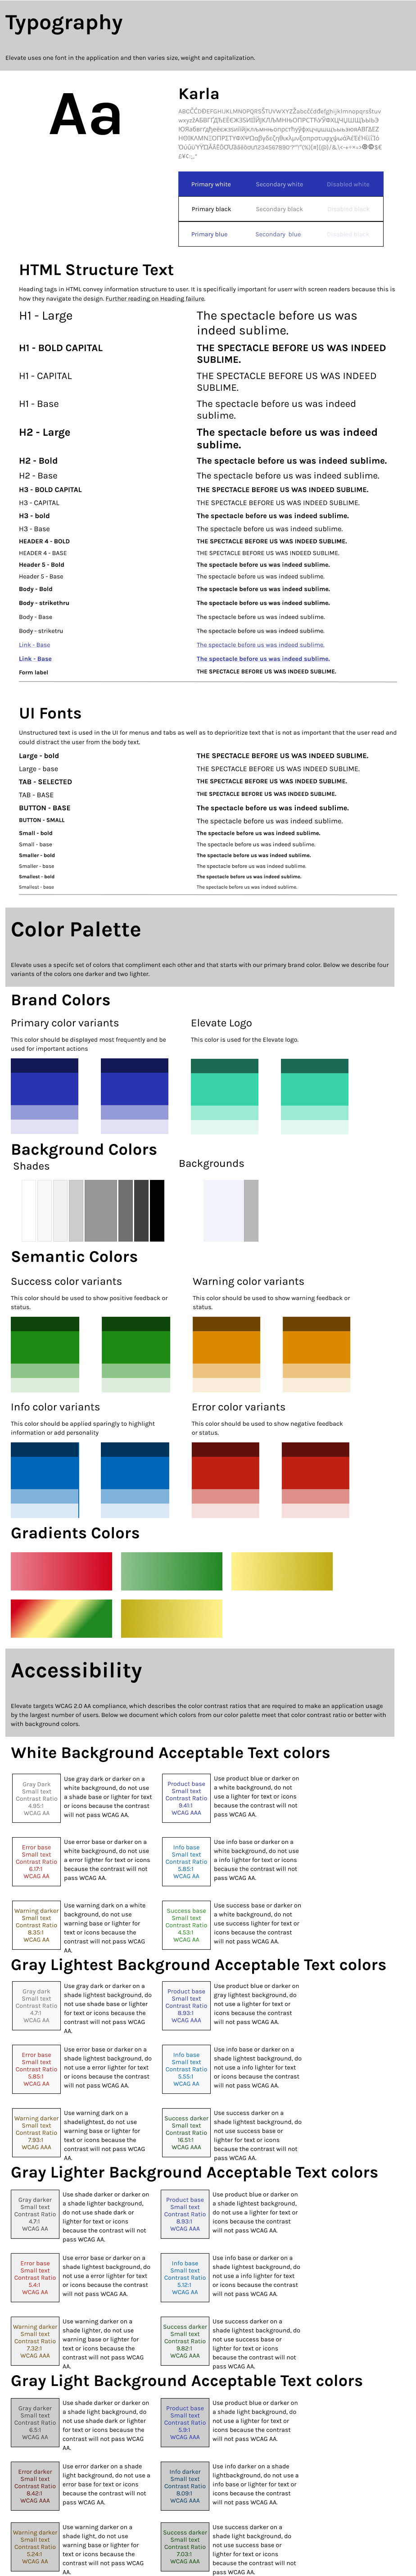 Typography
Elevate uses one font in the application and then varies size, weight and capitalization.
Aa
Karla
Primary white
Secondary white
Disabled white
Primary black
Secondary black
Disabled black
Primary blue
Secondary blue
Disabled black
HTML Structure Text
Heading tags in HTML convey information structure to user. It is specifically important for userr with screen readers because this is
how they navigate the design. Further reading on Heading failure.
H1 - Large
The spectacle before us was
indeed sublime.
H1 - BOLD CAPITAL
THE SPECTACLE BEFORE US WAS INDEED
SUBLIME.
H1 - CAPITAL
THE SPECTACLE BEFORE US WAS INDEED
SUBLIME.
H1 - Base
The spectacle before us was indeed
sublime.
H2 - Large
The spectacle before us was indeed
sublime.
H2 - Bold
The spectacle before us was indeed sublime.
H2 - Base
The spectacle before us was indeed sublime.
H3 - BOLD CAPITAL
THE SPECTACLE BEFORE US WAS INDEED SUBLIME.
H3 - CAPITAL
THE SPECTACLE BEFORE US WAS INDEED SUBLIME.
H3 - bold
The spectacle before us was indeed sublime.
H3 - Base
The spectacle before us was indeed sublime.
HEADER 4 - BOLD
THE SPECTACLE BEFORE US WAS INDEED SUBLIME.
HEADER 4 - BASE
THE SPECTACLE BEFORE US WAS INDEED SUBLIME.
Header 5 - Bold
The spectacle before us was indeed sublime.
Header 5 - Base
The spectacle before us was indeed sublime.
Body - Bold
The spectacle before us was indeed sublime.
Body - strikethru
The spectacle before us was indeed sublime.
Body - Base
The spectacle before us was indeed sublime.
Body - striketru
The spectacle before us was indeed sublime.
Link - Base
The spectacle before us was indeed sublime.
Link - Base
The spectacle before us was indeed sublime.
Form label
THE SPECTACLE BEFORE US WAS INDEED SUBLIME.
UI Fonts
Unstructured text is used in the UI for menus and tabs as well as to deprioritize text that is not as important that the user read and
could distract the user from the body text.
Large - bold
THE SPECTACLE BEFORE US WAS INDEED SUBLIME.
Large - base
THE SPECTACLE BEFORE US WAS INDEED SUBLIME.
TAB - SELECTED
THE SPECTACLE BEFORE US WAS INDEED SUBLIME.
TAB - BASE
THE SPECTACLE BEFORE US WAS INDEED SUBLIME.
BUTTON - BASE
The spectacle before us was indeed sublime.
BUTTON - SMALL
The spectacle before us was indeed sublime.
Small - bold
The spectacle before us was indeed sublime.
Small - base
The spectacle before us was indeed sublime.
Smaller - bold
The spectacle before us was indeed sublime.
Smaller - base
The spectacle before us was indeed sublime.
Smallest - bold
The spectacle before us was indeed sublime.
Smallest - base
The spectacle before us was indeed sublime.
Color Palette
Elevate uses a specifc set of colors that compliment each other and that starts with our primary brand color. Below we describe four
variants of the colors one darker and two lighter.
Brand Colors
Primary color variants
This color should be displayed most frequently and be
used for important actions
Elevate Logo
This color is used for the Elevate logo.
Background Colors
Shades
Backgrounds
Semantic Colors
Success color variants
This color should be used to show positive feedback or
status.
Warning color variants
This color should be used to show warning feedback or
status.
Info color variants
This color should be applied sparingly to highlight
information or add personality
Error color variants
This color should be used to show negative feedback
or status.
Gradients Colors
Accessibility
Elevate targets WCAG 2.0 AA compliance, which describes the color contrast ratios that are required to make an application usage
by the largest number of users. Below we document which colors from our color palette meet that color contrast ratio or better with
with background colors.
White Background Acceptable Text colors
Gray Dark
Small text
Contrast Ratio
4.95:1
WCAG AA
Use gray dark or darker on a
white background, do not use
a shade base or lighter for text
or icons because the contrast
will not pass WCAG AA.
Product base
Small text
Contrast Ratio
9.41:1
WCAG AAA
Use product blue or darker on
a white background, do not
use a lighter for text or icons
because the contrast will not
pass WCAG AA.
Error base
Small text
Contrast Ratio
6.17:1
WCAG AA
Use error base or darker on a
white background, do not use
a error lighter for text or icons
because the contrast will not
pass WCAG AA.
Info base
Small text
Contrast Ratio
5.85:1
WCAG AA
Use info base or darker on a
white background, do not use
a info lighter for text or icons
because the contrast will not
pass WCAG AA.
Warning darker
Small text
Contrast Ratio
8.35:1
WCAG AA
Use warning dark on a white
background, do not use
warning base or lighter for
text or icons because the
contrast will not pass WCAG
AA.
Success base
Small text
Contrast Ratio
4.53:1
WCAG AA
Use success base or darker on
a white background, do not
use success lighter for text or
icons because the contrast
will not pass WCAG AA.
Gray Lightest Background Acceptable Text colors
Gray dark
Small text
Contrast Ratio
4.7:1
WCAG AA
Use gray dark or darker on a
shade lightest background, do
not use shade base or lighter
for text or icons because the
contrast will not pass WCAG
AA.
Product base
Small text
Contrast Ratio
8.93:1
WCAG AAA
Use product blue or darker on
gray lightest background, do
not use a lighter for text or
icons because the contrast
will not pass WCAG AA.
Error base
Small text
Contrast Ratio
5.85:1
WCAG AA
Use error base or darker on a
shade lightest background, do
not use a error lighter for text
or icons because the contrast
will not pass WCAG AA.
Info base
Small text
Contrast Ratio
5.55:1
WCAG AA
Use info base or darker on a
shade lightest background, do
not use a info lighter for text
or icons because the contrast
will not pass WCAG AA.
Warning darker
Small text
Contrast Ratio
7.93:1
WCAG AAA
Use warning dark on a
shadelightest, do not use
warning base or lighter for
text or icons because the
contrast will not pass WCAG
AA.
Success darker
Small text
Contrast Ratio
16.51:1
WCAG AAA
Use success darker on a
shade lightest background, do
not use success base or
lighter for text or icons
because the contrast will not
pass WCAG AA.
Gray Lighter Background Acceptable Text colors
Gray darker
Small text
Contrast Ratio
4.7:1
WCAG AA
Use shade darker or darker on
a shade lighter background,
do not use shade dark or
lighter for text or icons
because the contrast will not
pass WCAG AA.
Product base
Small text
Contrast Ratio
8.93:1
WCAG AAA
Use product blue or darker on
a shade lightest background,
do not use a lighter for text or
icons because the contrast
will not pass WCAG AA.
Error base
Small text
Contrast Ratio
5.4:1
WCAG AA
Use error base or darker on a
shade lightest background, do
not use a error lighter for text
or icons because the contrast
will not pass WCAG AA.
Info base
Small text
Contrast Ratio
5.12:1
WCAG AA
Use info base or darker on a
shade lightest background, do
not use a info lighter for text
or icons because the contrast
will not pass WCAG AA.
Warning darker
Small text
Contrast Ratio
7.32:1
WCAG AAA
Use warning darker on a
shade lighter, do not use
warning base or lighter for
text or icons because the
contrast will not pass WCAG
AA.
Success darker
Small text
Contrast Ratio
9.82:1
WCAG AAA
Use success darker on a
shade lightest background, do
not use success base or
lighter for text or icons
because the contrast will not
pass WCAG AA.
Gray Light Background Acceptable Text colors
Gray darker
Small text
Contrast Ratio
6.5:1
WCAG AA
Use shade darker or darker on
a shade light background, do
not use shade dark or lighter
for text or icons because the
contrast will not pass WCAG
AA.
Product base
Small text
Contrast Ratio
5.9:1
WCAG AAA
Use product blue or darker on
a shade light background, do
not use a lighter for text or
icons because the contrast
will not pass WCAG AA.
Error darker
Small text
Contrast Ratio
8.42:1
WCAG AAA
Use error darker on a shade
light background, do not use a
error base for text or icons
because the contrast will not
pass WCAG AA.
Info darker
Small text
Contrast Ratio
8.09:1
WCAG AAA
Use info darker on a shade
lightbackground, do not use a
info base or lighter for text or
icons because the contrast
will not pass WCAG AA.
Warning darker
Small text
Contrast Ratio
5.24:1
WCAG AA
Use warning darker on a
shade light, do not use
warning base or lighter for
text or icons because the
contrast will not pass WCAG
AA.
Success darker
Small text
Contrast Ratio
7.03:1
WCAG AAA
Use success darker on a
shade light background, do
not use success base or
lighter for text or icons
because the contrast will not
pass WCAG AA.